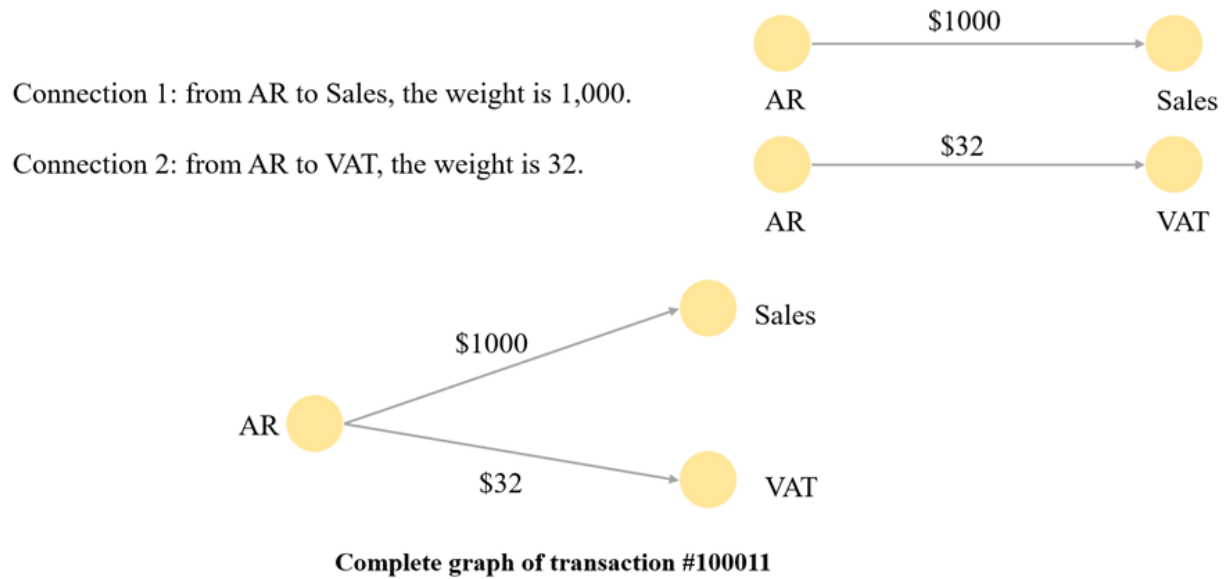 $1000
Connection 1: from AR to Sales, the weight is 1,000.
AR
Sales
$32
Connection 2: from AR to VAT, the weight is 32.
AR
VAT
Sales
$1000
AR
$32
VAT
Complete graph of transaction #100011